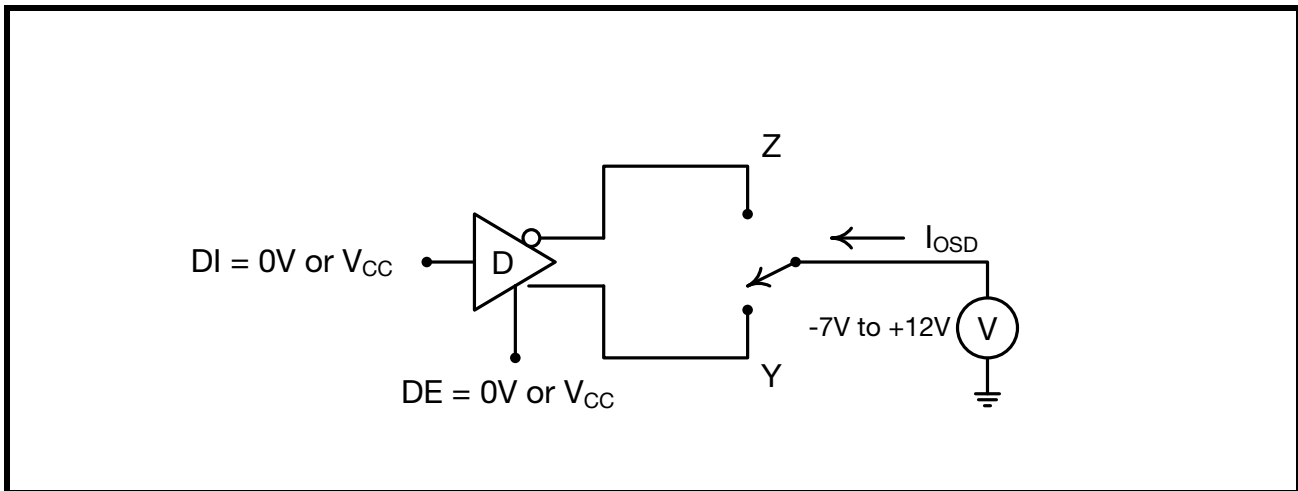 Z
I_OSD
DI = 0V or V_CC
D
-7V to +12V
V
Y
DE = 0V or V_CC